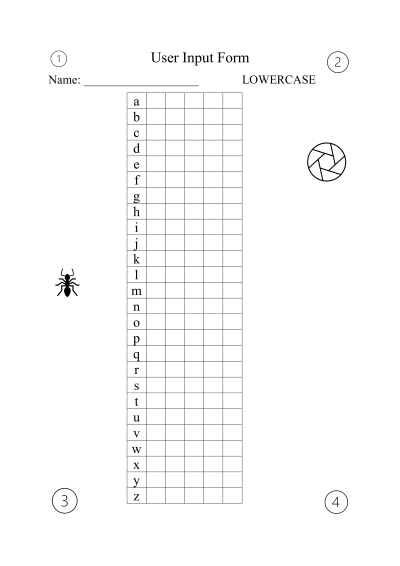 1 User Input Form 2
Name: ____________________ LOWERCASE
a
b
c
d
e
f
g
h
i
j
k
l
m
n
o
p
q
r
s
t
u
v
w
x
y
z
3 4